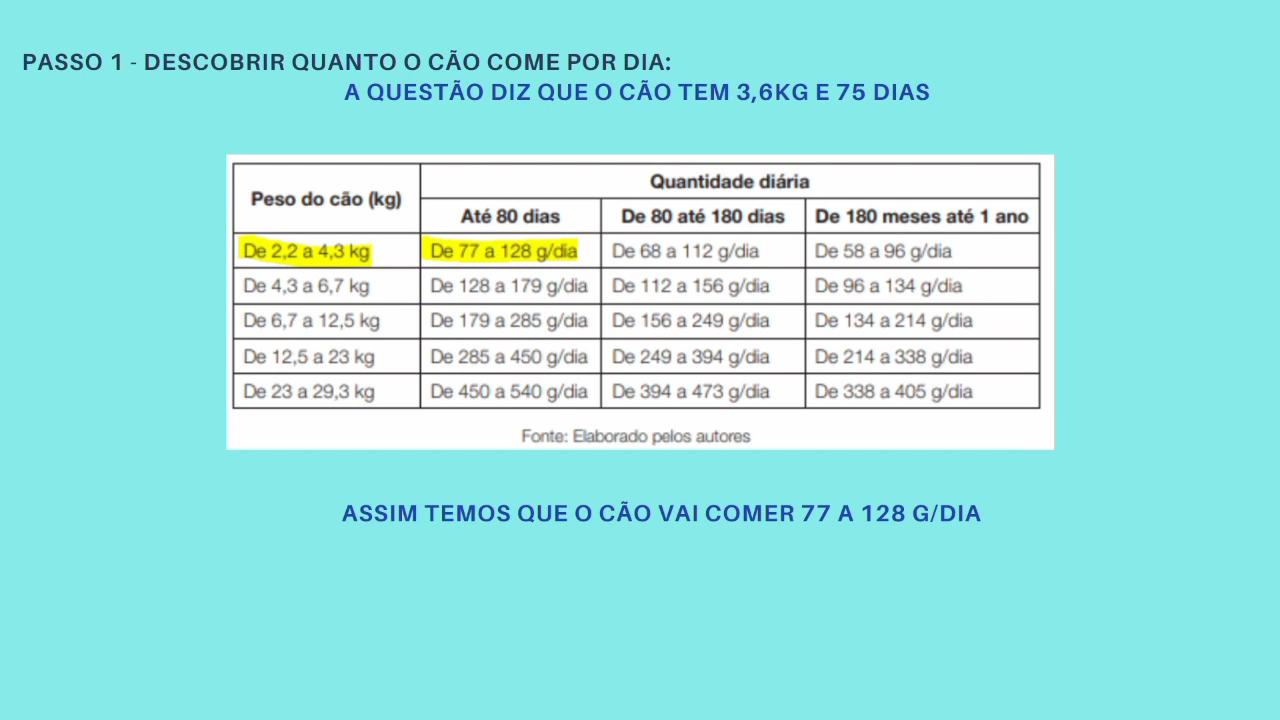 PASSO 1 - DESCOBRIR QUANTO O CÃO COME POR DIA:
A QUESTÃO DIZ QUE O CÃO TEM 3,6KG E 75 DIAS
Peso do cão (kg) Quantidade diária
Até 80 dias De 80 até 180 dias De 180 meses até 1 ano
De 2,2 a 4,3 kg De 77 a 128 g/dia De 68 a 112 g/dia De 58 a 96 g/dia
De 4,3 a 6,7 kg De 128 a 179 g/dia De 112 a 156 g/dia De 96 a 134 g/dia
De 6,7 a 12,5 kg De 179 a 285 g/dia De 156 a 249 g/dia De 134 a 214 g/dia
De 12,5 a 23 kg De 285 a 450 g/dia De 249 a 394 g/dia De 214 a 338 g/dia
De 23 a 29,3 kg De 450 a 540 g/dia De 394 a 473 g/dia De 338 a 405 g/dia
Fonte: Elaborado pelos autores
ASSIM TEMOS QUE O CÃO VAI COMER 77 A 128 G/DIA